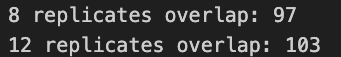 8 replicates overlap: 97
12 replicates overlap: 103